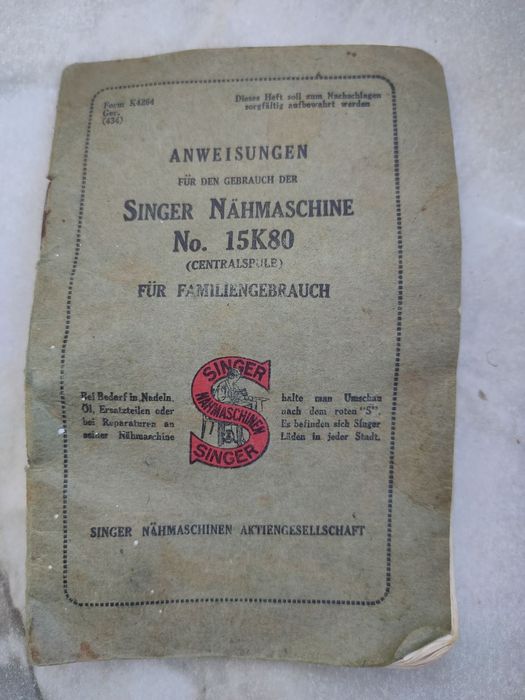 Form K4264
Ger.
(434)
Dieses Heft soll zum Nachschlagen
sorgfältig aufbewahrt werden
ANWEISUNGEN
FÜR DEN GEBRAUCH DER
SINGER NÄHMASCHINE
No. 15K80
(CENTRALSPULE)
FÜR FAMILIENGEBRAUCH
SINGER
NÄHMASCHINEN
SINGER
Bei Bedarf in Nadeln,
Öl, Ersatzteilen oder
bei Reparaturen an
seiner Nähmaschine
halte man Umschau
nach dem roten "S".
Es befinden sich Singer
Läden in jeder Stadt.
SINGER NÄHMASCHINEN AKTIENGESELLSCHAFT